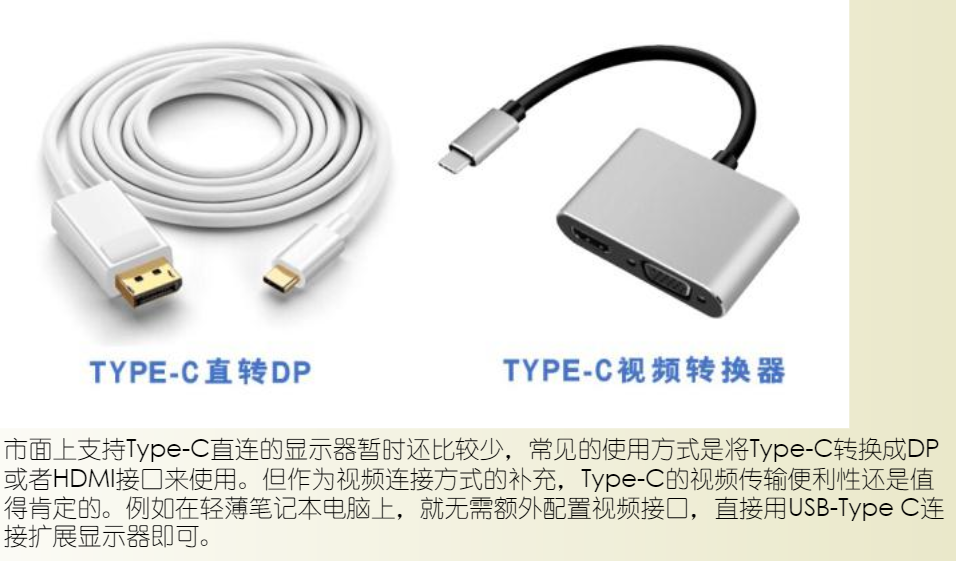 TYPE-C直转DP
TYPE-C视频转换器
市面上支持Type-C直连的显示器暂时还比较少，常见的使用方式是将Type-C转换成DP
或者HDMI接口来使用。但作为视频连接方式的补充，Type-C的视频传输便利性还是值
得肯定的。例如在轻薄笔记本电脑上，就无需额外配置视频接口，直接用USB-Type C连
接扩展显示器即可。